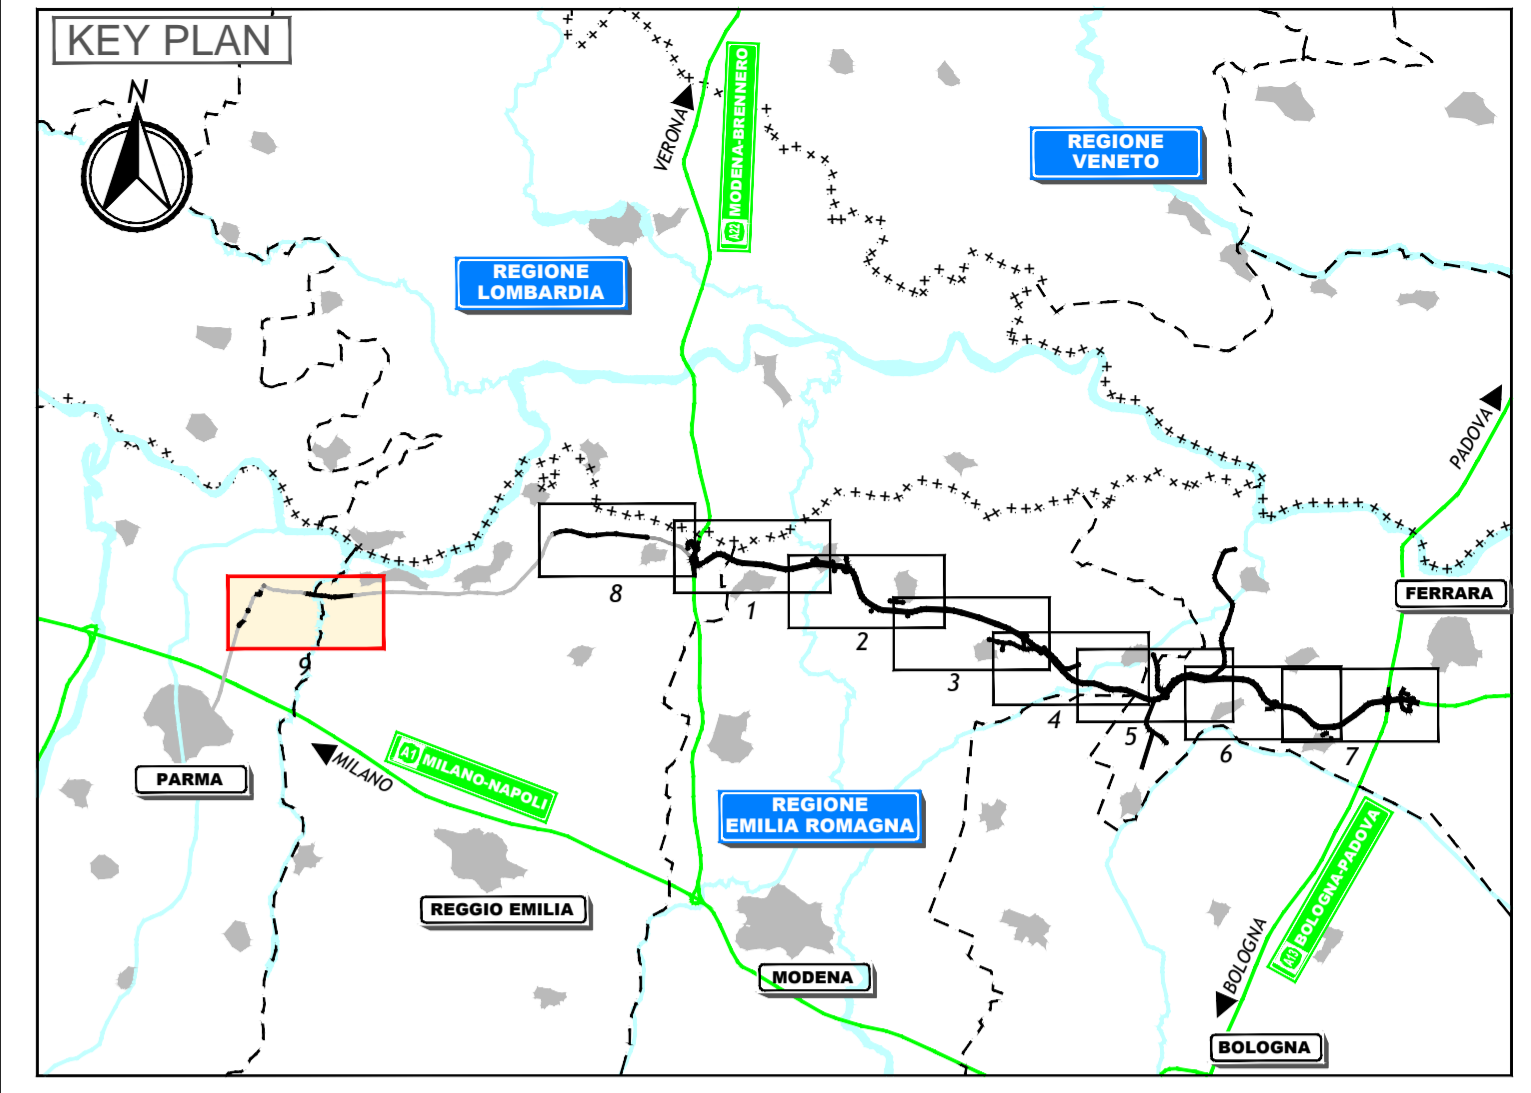 KEY PLAN
N
VERONA
A22 MODENA-BRENNERO
REGIONE
VENETO
REGIONE
LOMBARDIA
PADOVA
FERRARA
8
1
2
3
4
5
6
7
9
PARMA
MILANO
A1 MILANO-NAPOLI
REGIONE
EMILIA ROMAGNA
REGGIO EMILIA
MODENA
A13 BOLOGNA-PADOVA
BOLOGNA
BOLOGNA